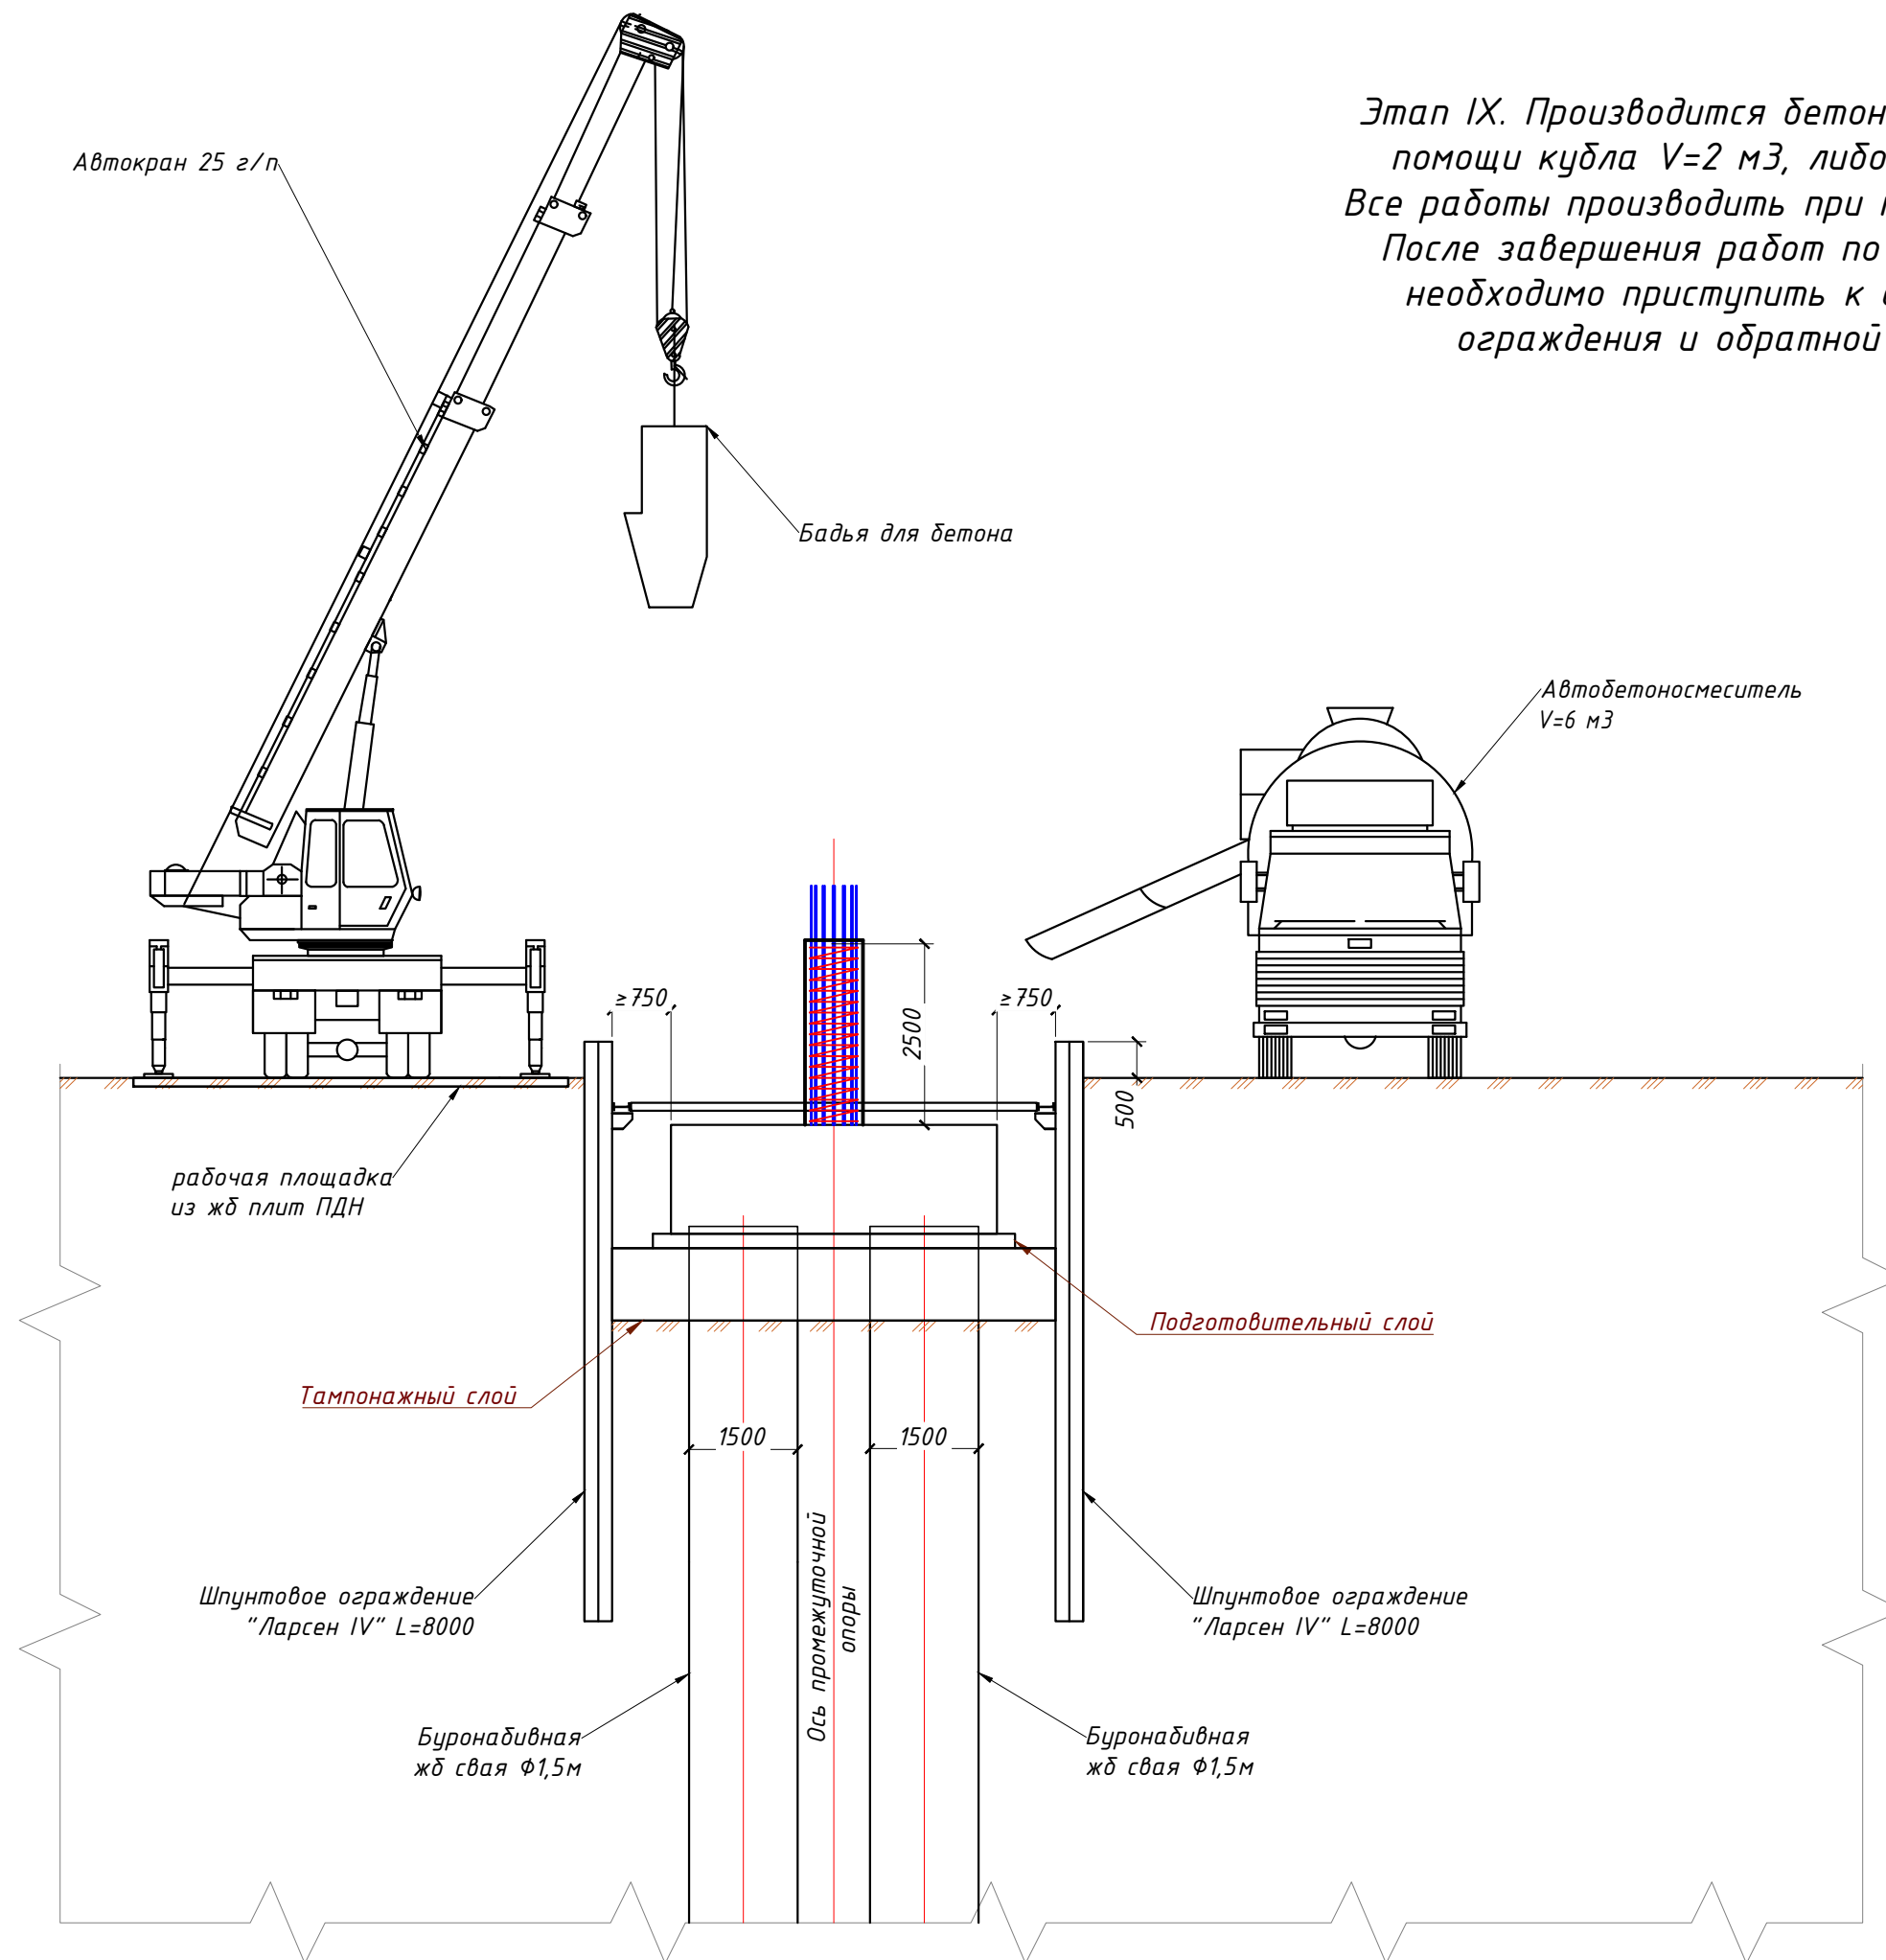 Этап IX. Производится бетон
помощи кубла V=2 м3, либо
Все работы производить при
После завершения работ по
необходимо приступить к
ограждения и обратной
Автокран 25 г/п
Бадья для бетона
Автобетоносмеситель
V=6 м3
≥750
≥750
2500
500
рабочая площадка
из жб плит ПДН
Подготовительный слой
Тампонажный слой
1500
1500
Ось промежуточной
опоры
Шпунтовое ограждение
"Ларсен IV" L=8000
Шпунтовое ограждение
"Ларсен IV" L=8000
Буронабивная
жб свая Ф1,5м
Буронабивная
жб свая Ф1,5м